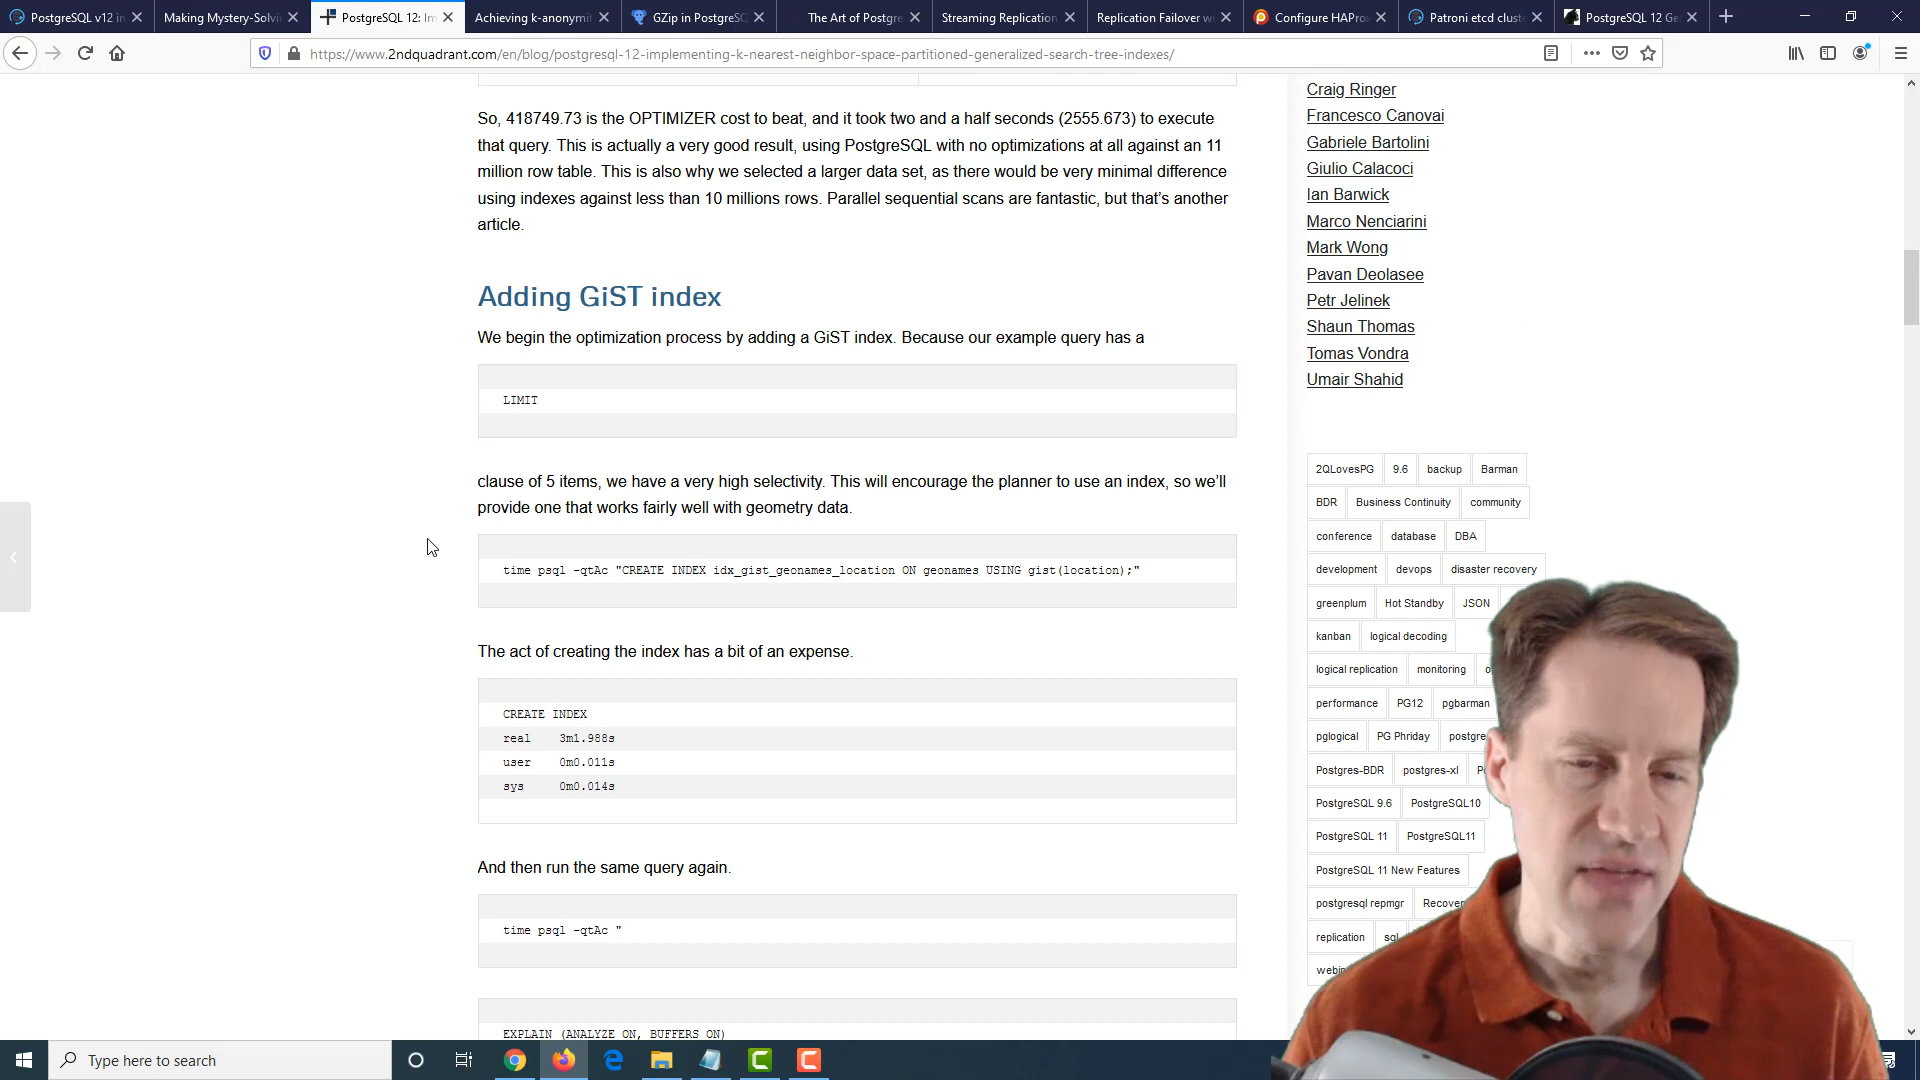 PostgreSQL v12 in
Making Mystery-Solvi
PostgreSQL 12: Im
Achieving k-anonymit
GZip in PostgreSQ
The Art of Postgre
Streaming Replication
Replication Failover w
Configure HAProx
Patroni etcd cluste
PostgreSQL 12 Ge
https://www.2ndquadrant.com/en/blog/postgresql-12-implementing-k-nearest-neighbor-space-partitioned-generalized-search-tree-indexes/
So, 418749.73 is the OPTIMIZER cost to beat, and it took two and a half seconds (2555.673) to execute
that query. This is actually a very good result, using PostgreSQL with no optimizations at all against an 11
million row table. This is also why we selected a larger data set, as there would be very minimal difference
using indexes against less than 10 millions rows. Parallel sequential scans are fantastic, but that’s another
article.
Adding GiST index
We begin the optimization process by adding a GiST index. Because our example query has a
LIMIT
clause of 5 items, we have a very high selectivity. This will encourage the planner to use an index, so we’ll
provide one that works fairly well with geometry data.
time psql -qtAc "CREATE INDEX idx_gist_geonames_location ON geonames USING gist(location);"
The act of creating the index has a bit of an expense.
CREATE INDEX
real 3m1.988s
user 0m0.011s
sys 0m0.014s
And then run the same query again.
time psql -qtAc "
EXPLAIN (ANALYZE ON, BUFFERS ON)
Craig Ringer
Francesco Canovai
Gabriele Bartolini
Giulio Calacoci
Ian Barwick
Marco Nenciarini
Mark Wong
Pavan Deolasee
Petr Jelinek
Shaun Thomas
Tomas Vondra
Umair Shahid
2QLovesPG 9.6 backup Barman
BDR Business Continuity community
conference database DBA
development devops disaster recovery
greenplum Hot Standby JSON
kanban logical decoding
logical replication monitoring
performance PG12 pgbarman
pglogical PG Phriday postgre
Postgres-BDR postgres-xl
PostgreSQL 9.6 PostgreSQL10
PostgreSQL 11 PostgreSQL11
PostgreSQL 11 New Features
postgresql repmgr Recover
replication sql
webin
Type here to search